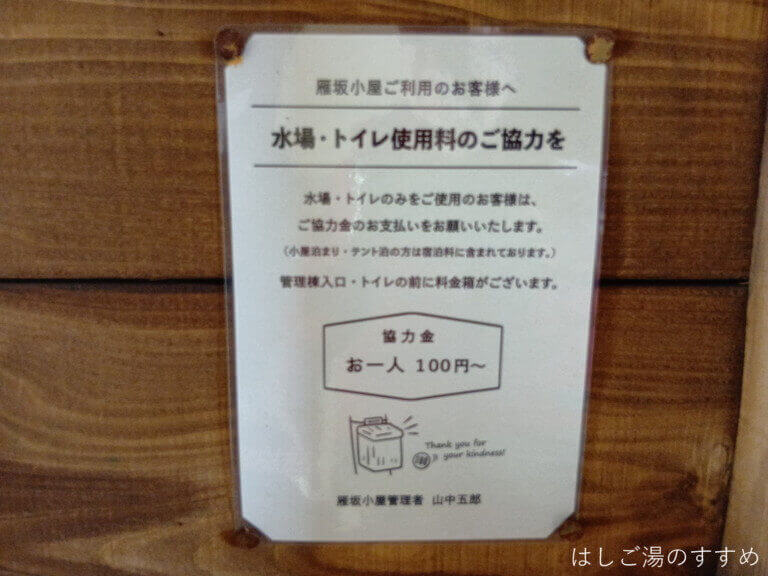 雁坂小屋ご利用のお客様へ
水場・トイレ使用料のご協力を
水場・トイレのみをご使用のお客様は、
ご協力金のお支払いをお願いいたします。
（小屋泊まり・テント泊の方は宿泊料に含まれております。）
管理棟入口・トイレの前に料金箱がございます。
協力金
お一人 100円～
Thank you for
your kindness!
雁坂小屋管理者 山中五郎
はしご湯のすすめ